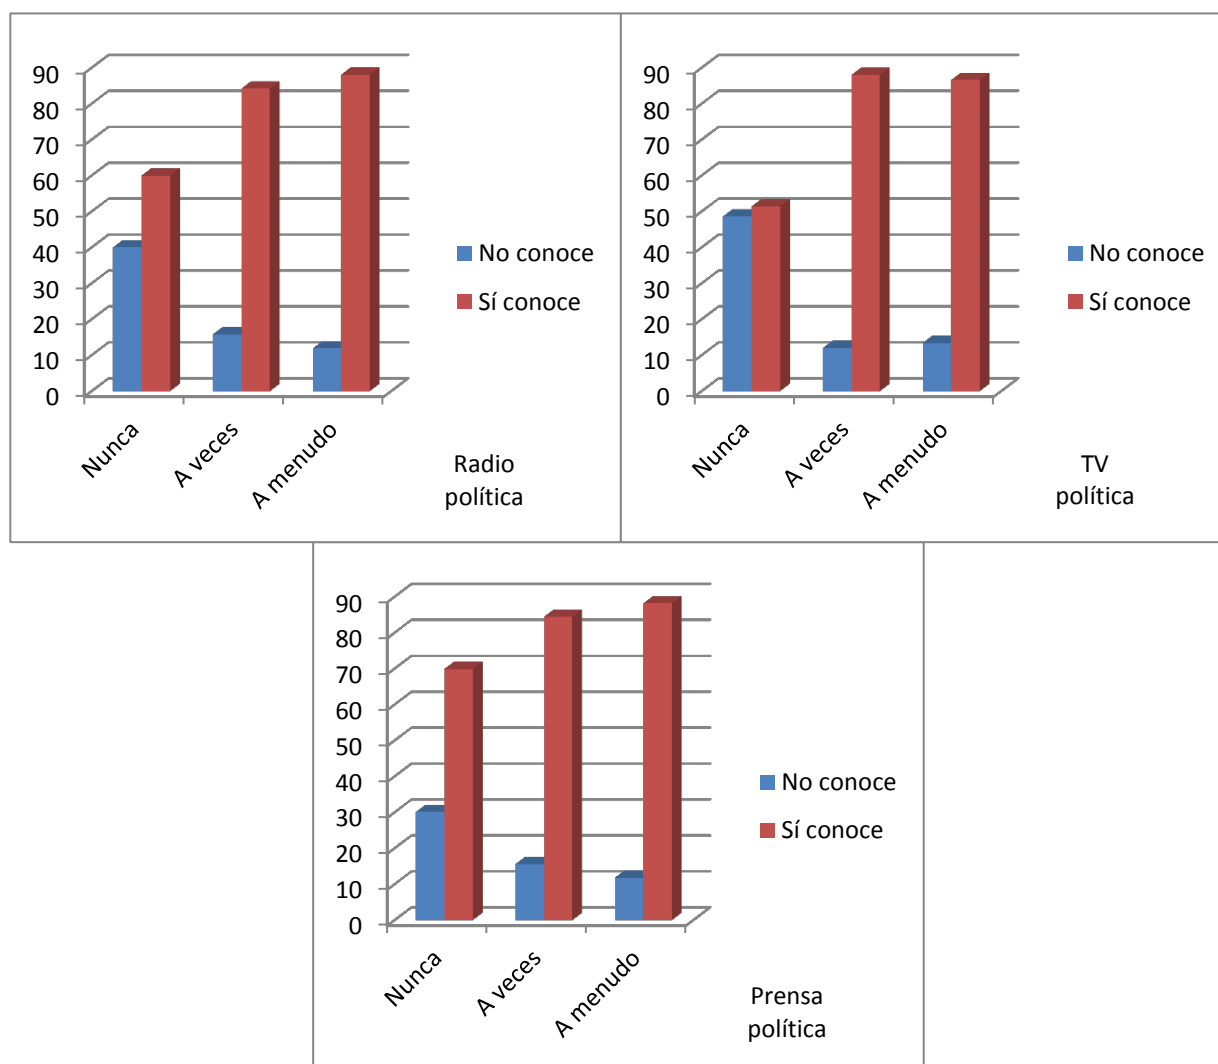 90
80
70
60
50
40
30
20
10
0
Nunca
A veces
A menudo
No conoce
Sí conoce
Radio
política
90
80
70
60
50
40
30
20
10
0
Nunca
A veces
A menudo
No conoce
Sí conoce
TV
política
90
80
70
60
50
40
30
20
10
0
Nunca
A veces
A menudo
No conoce
Sí conoce
Prensa
política